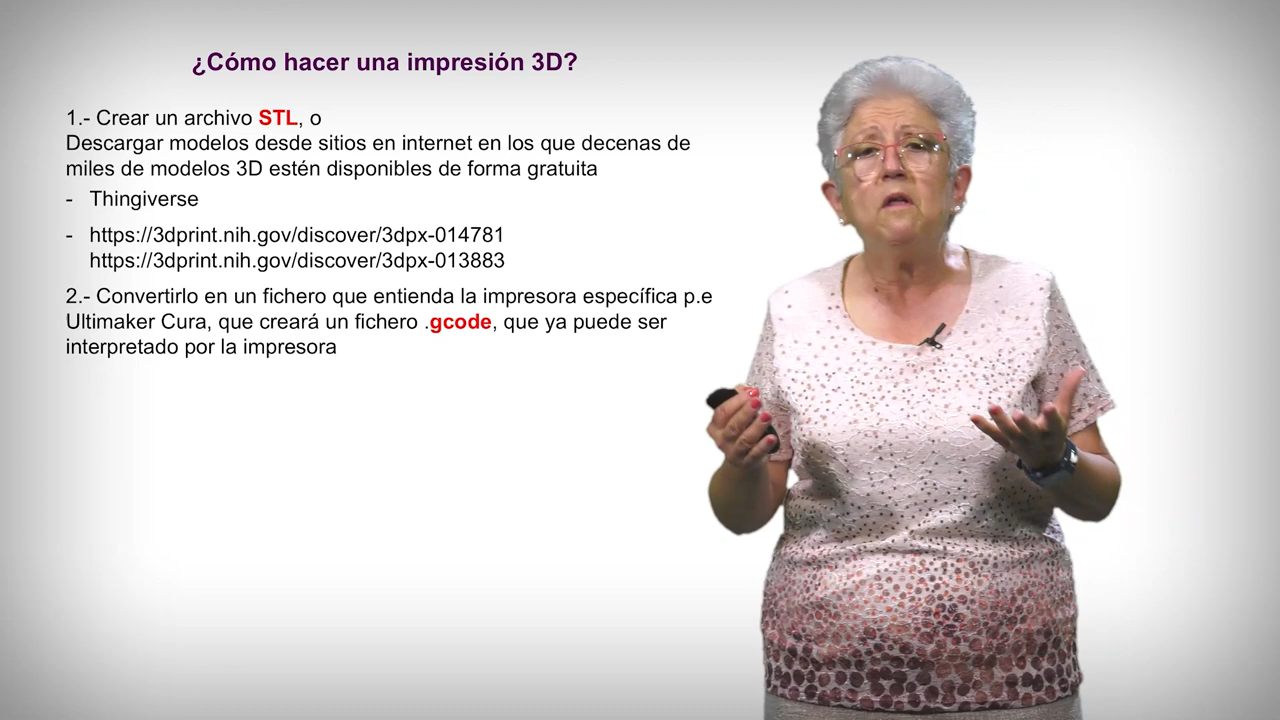 ¿Cómo hacer una impresión 3D?
1.- Crear un archivo STL, o
Descargar modelos desde sitios en internet en los que decenas de
miles de modelos 3D estén disponibles de forma gratuita
- Thingiverse
- https://3dprint.nih.gov/discover/3dpx-014781
https://3dprint.nih.gov/discover/3dpx-013883
2.- Convertirlo en un fichero que entienda la impresora específica p.e
Ultimaker Cura, que creará un fichero .gcode, que ya puede ser
interpretado por la impresora